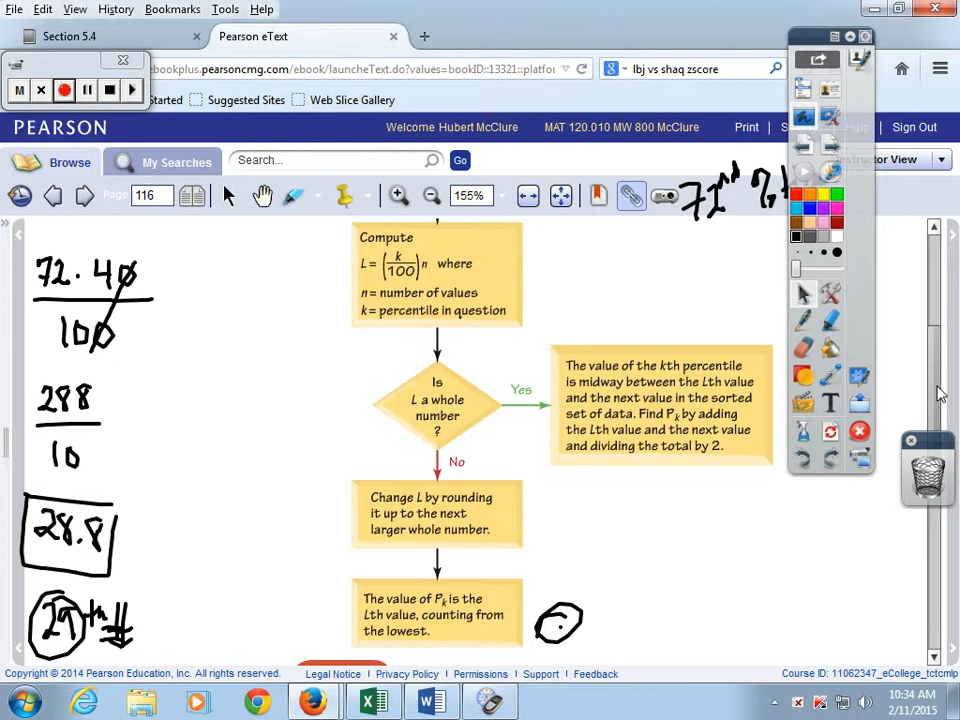 File Edit View History Bookmarks Tools Help
Section 5.4 × Pearson eText × +
ebookplus.pearsoncmg.com/ebook/launcheText.do?values=bookID::13321::platfor
lbj vs shaq zscore
M
Started Suggested Sites Web Slice Gallery
PEARSON
Welcome Hubert McClure MAT 120.010 MW 800 McClure Print Help Sign Out
Browse My Searches Search... Go
Instructor View
Page 116 155%
72nd
Compute
L = (k/100) n where
n = number of values
k = percentile in question
72 · 40
100
Is
L a whole
number
?
Yes
The value of the kth percentile
is midway between the Lth value
and the next value in the sorted
set of data. Find Pk by adding
the Lth value and the next value
and dividing the total by 2.
288
10
No
Change L by rounding
it up to the next
larger whole number.
28.8
The value of Pk is the
Lth value, counting from
the lowest.
29th #
Copyright © 2014 Pearson Education, Inc. All rights reserved.
Legal Notice | Privacy Policy | Permissions | Support | Feedback
Course ID: 11062347_eCollege_tctcmlp
10:34 AM
2/11/2015